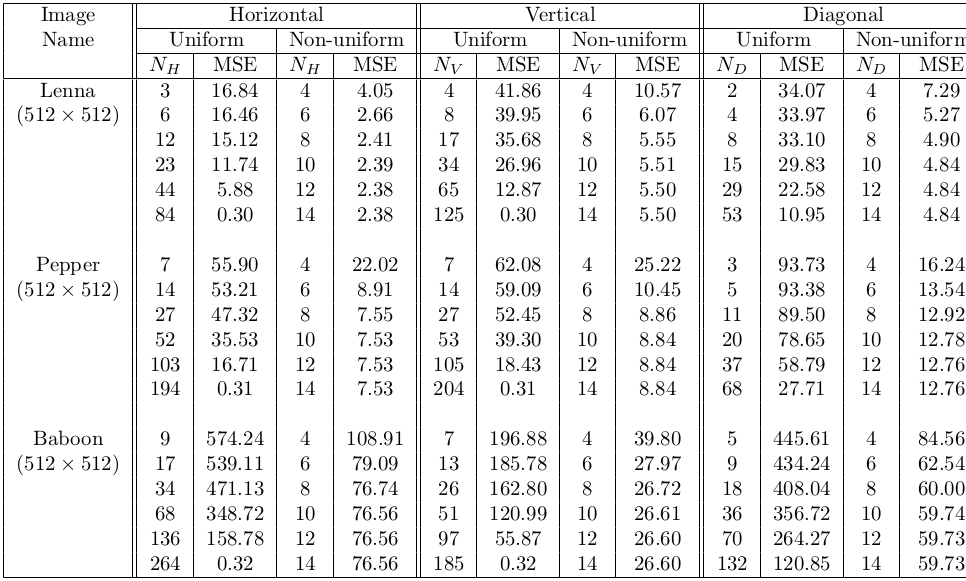 Image Horizontal Vertical Diagonal
Name Uniform Non-uniform Uniform Non-uniform Uniform Non-uniform
N_H MSE N_H MSE N_V MSE N_V MSE N_D MSE N_D MSE
Lenna 3 16.84 4 4.05 4 41.86 4 10.57 2 34.07 4 7.29
(512 × 512) 6 16.46 6 2.66 8 39.95 6 6.07 4 33.97 6 5.27
12 15.12 8 2.41 17 35.68 8 5.55 8 33.10 8 4.90
23 11.74 10 2.39 34 26.96 10 5.51 15 29.83 10 4.84
44 5.88 12 2.38 65 12.87 12 5.50 29 22.58 12 4.84
84 0.30 14 2.38 125 0.30 14 5.50 53 10.95 14 4.84
Pepper 7 55.90 4 22.02 7 62.08 4 25.22 3 93.73 4 16.24
(512 × 512) 14 53.21 6 8.91 14 59.09 6 10.45 5 93.38 6 13.54
27 47.32 8 7.55 27 52.45 8 8.86 11 89.50 8 12.92
52 35.53 10 7.53 53 39.30 10 8.84 20 78.65 10 12.78
103 16.71 12 7.53 105 18.43 12 8.84 37 58.79 12 12.76
194 0.31 14 7.53 204 0.31 14 8.84 68 27.71 14 12.76
Baboon 9 574.24 4 108.91 7 196.88 4 39.80 5 445.61 4 84.56
(512 × 512) 17 539.11 6 79.09 13 185.78 6 27.97 9 434.24 6 62.54
34 471.13 8 76.74 26 162.80 8 26.72 18 408.04 8 60.00
68 348.72 10 76.56 51 120.99 10 26.61 36 356.72 10 59.74
136 158.78 12 76.56 97 55.87 12 26.60 70 264.27 12 59.73
264 0.32 14 76.56 185 0.32 14 26.60 132 120.85 14 59.73